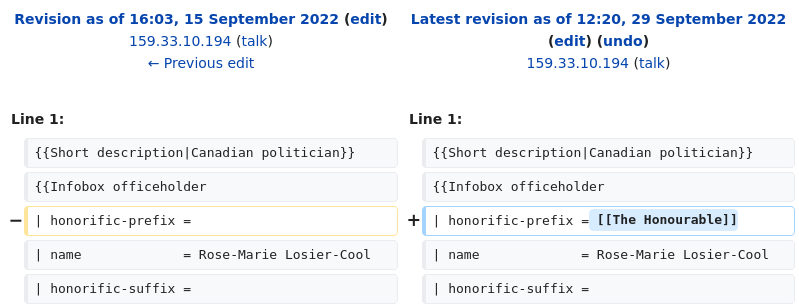 Revision as of 16:03, 15 September 2022 (edit)
159.33.10.194 (talk)
← Previous edit
Latest revision as of 12:20, 29 September 2022
(edit) (undo)
159.33.10.194 (talk)
Line 1:
{{Short description|Canadian politician}}
{{Infobox officeholder
− | honorific-prefix =
| name             = Rose-Marie Losier-Cool
| honorific-suffix =
Line 1:
{{Short description|Canadian politician}}
{{Infobox officeholder
+ | honorific-prefix = [[The Honourable]]
| name             = Rose-Marie Losier-Cool
| honorific-suffix =